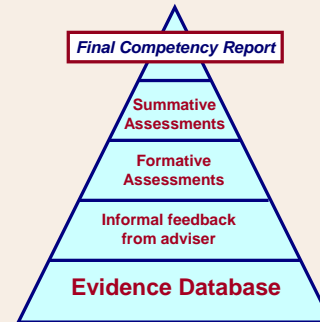 Final Competency Report
Summative
Assessments
Formative
Assessments
Informal feedback
from adviser
Evidence Database